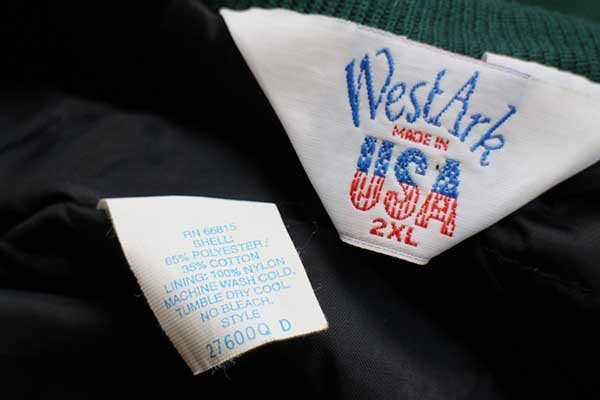 WestArk
MADE IN
USA
2XL
RN 66815
SHELL:
65% POLYESTER/
35% COTTON
LINING: 100% NYLON
MACHINE WASH COLD.
TUMBLE DRY COOL.
NO BLEACH.
STYLE
27600Q D